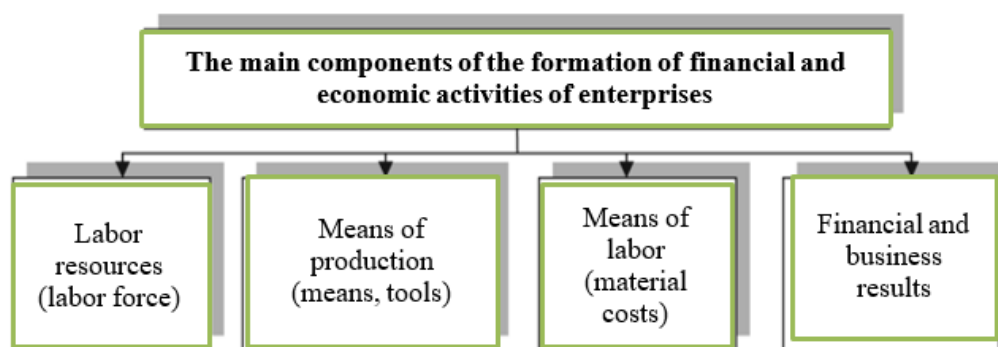 The main components of the formation of financial and
economic activities of enterprises
Labor
resources
(labor force)
Means of
production
(means, tools)
Means of
labor
(material
costs)
Financial and
business
results